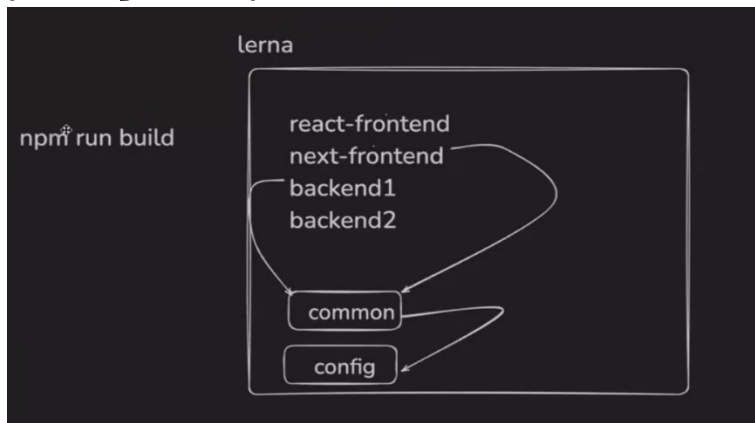 lerna
npm run build
react-frontend
next-frontend
backend1
backend2
common
config